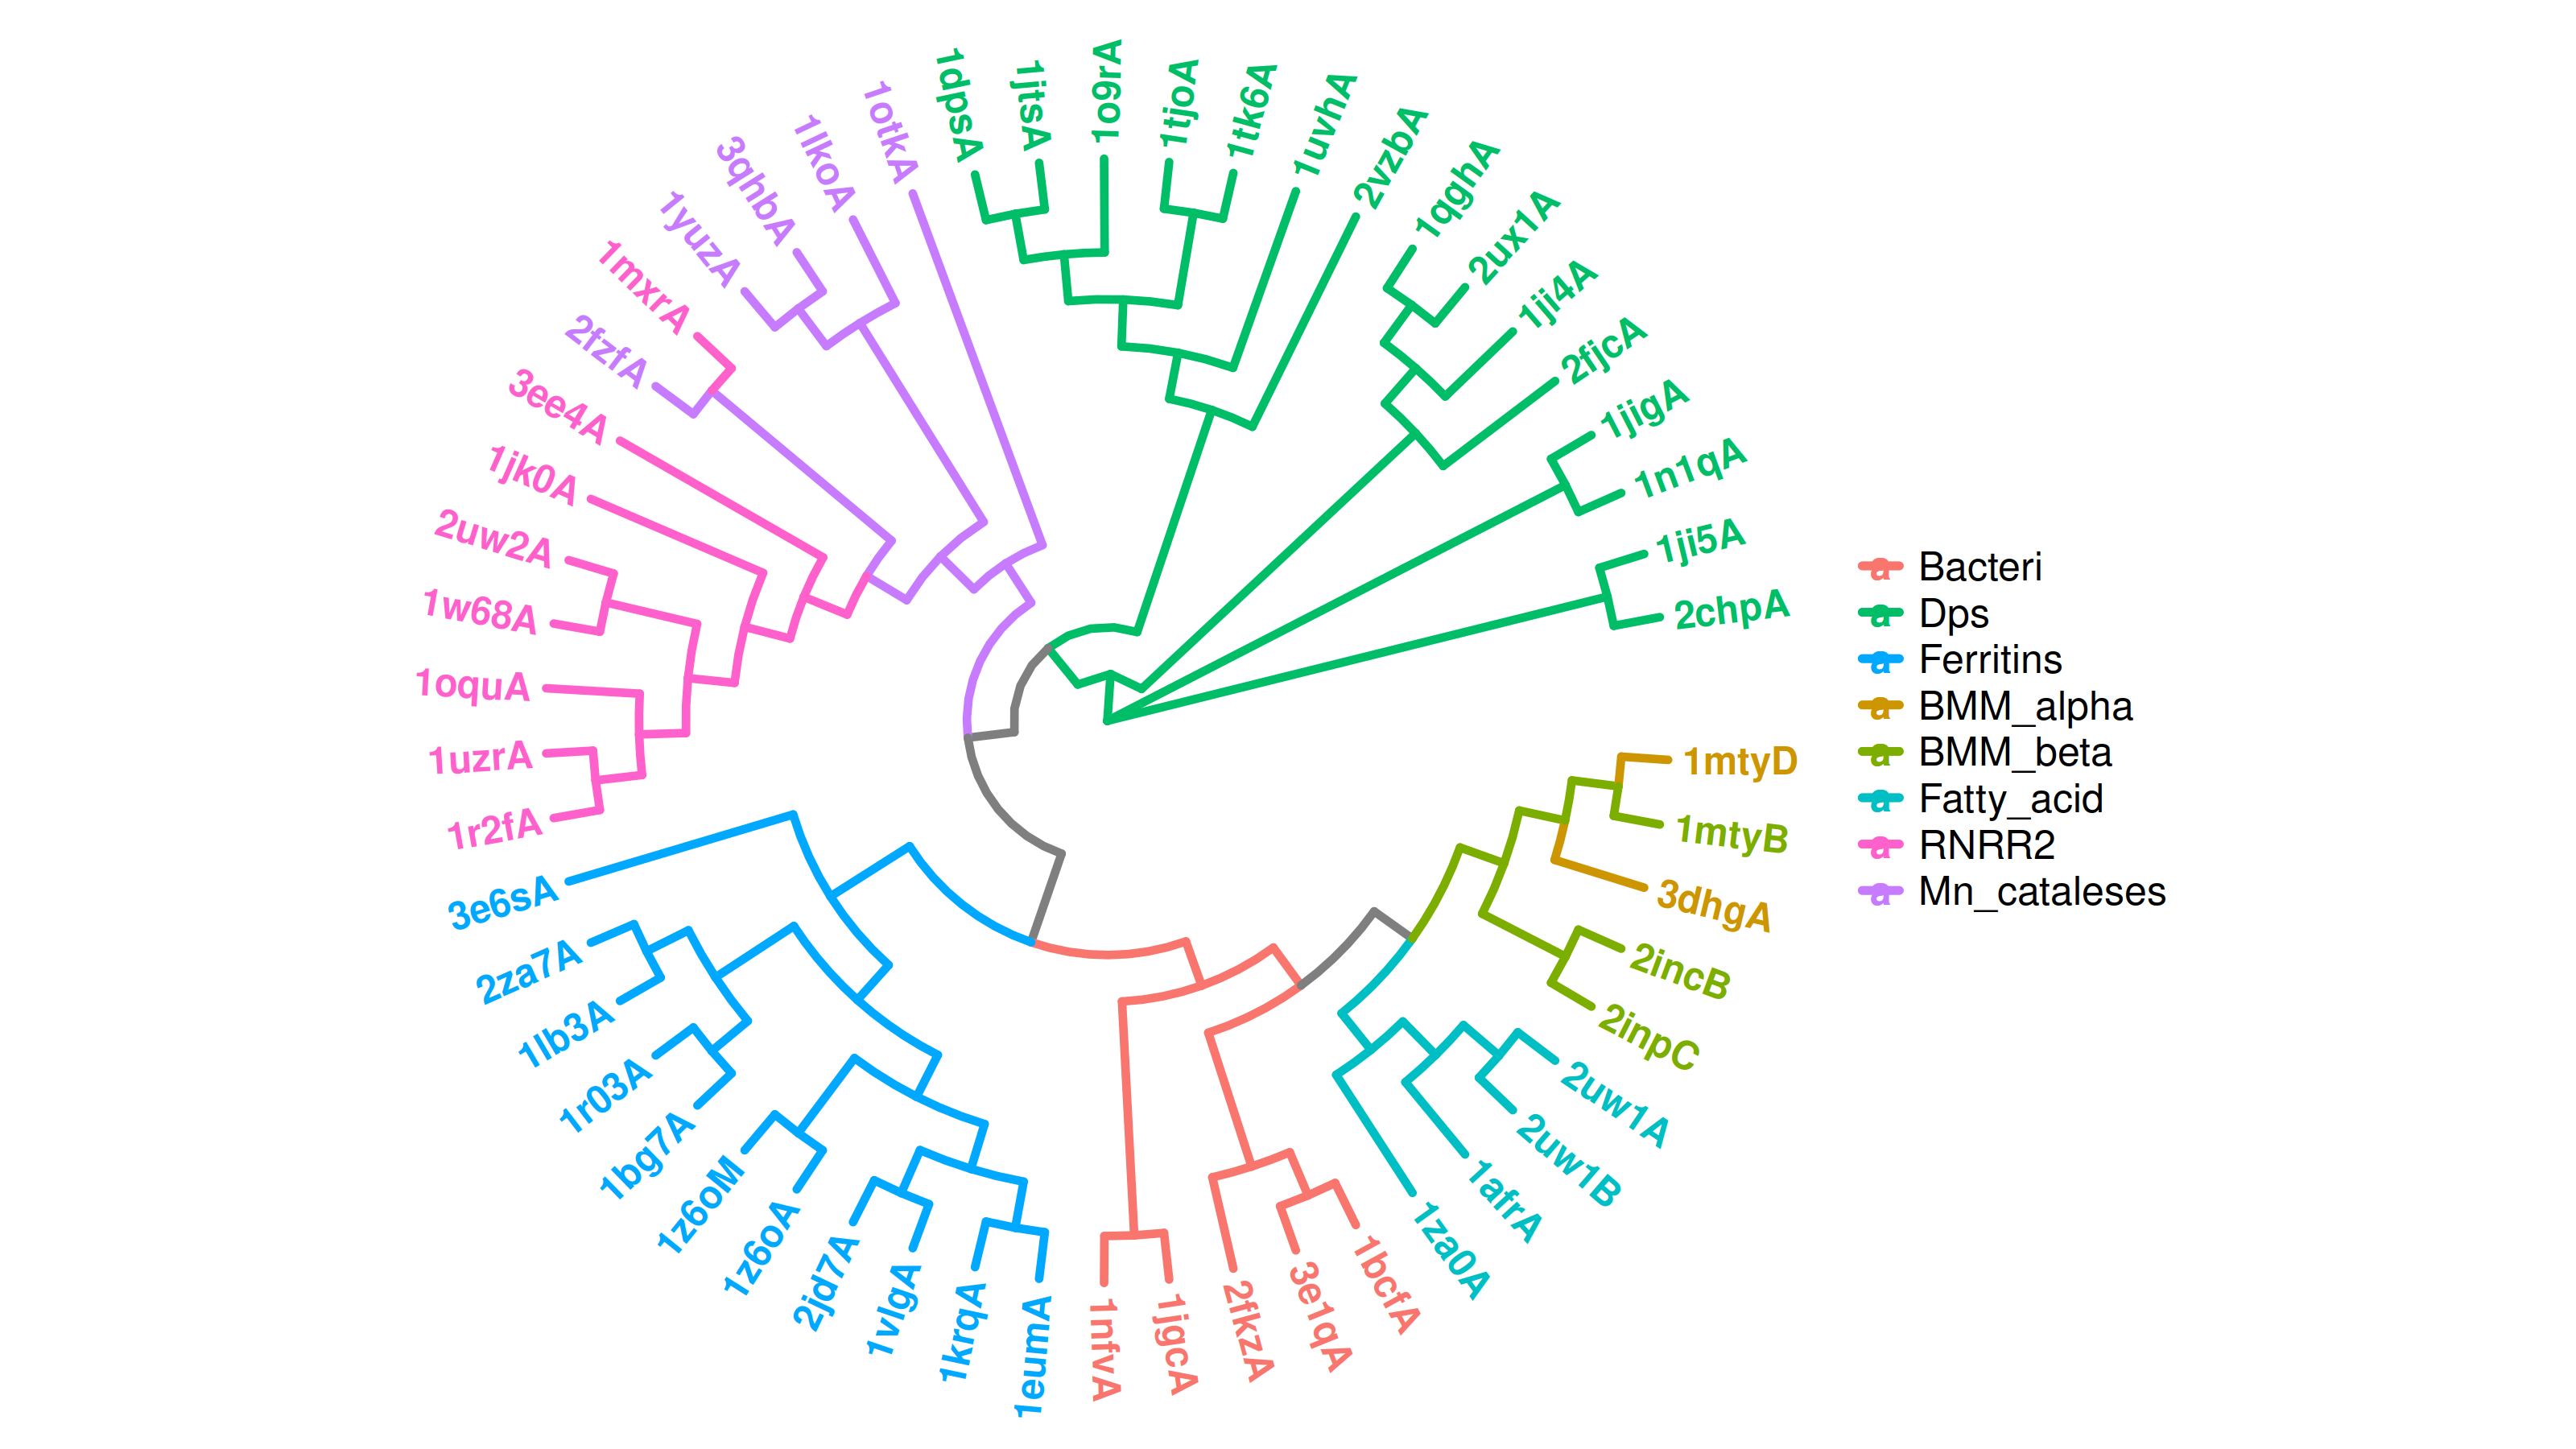 1dpsA
1jtsA
1o9rA
1tjoA
1tk6A
1uvhA
2vzbA
1qghA
2ux1A
1ji4A
2fjcA
1jigA
1n1qA
1ji5A
2chpA
1mtyD
1mtyB
3dhgA
2incB
2inpC
2uw1A
2uw1B
1afrA
1za0A
1bcfA
3e1qA
2fkzA
1jgcA
1nfvA
1eumA
1krqA
1vlgA
2jd7A
1z6oA
1z6oM
1bg7A
1r03A
1lb3A
2za7A
3e6sA
1r2fA
1uzrA
1oquA
1w68A
2uw2A
1jk0A
3ee4A
2fzfA
1mxrA
1yuzA
3qhbA
1lkoA
1otkA
a Bacteri
a Dps
a Ferritins
a BMM_alpha
a BMM_beta
a Fatty_acid
a RNRR2
a Mn_cataleses